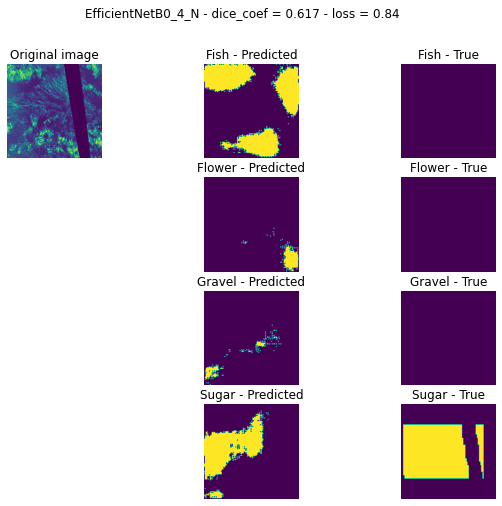 EfficientNetB0_4_N - dice_coef = 0.617 - loss = 0.84
Original image
Fish - Predicted
Fish - True
Flower - Predicted
Flower - True
Gravel - Predicted
Gravel - True
Sugar - Predicted
Sugar - True